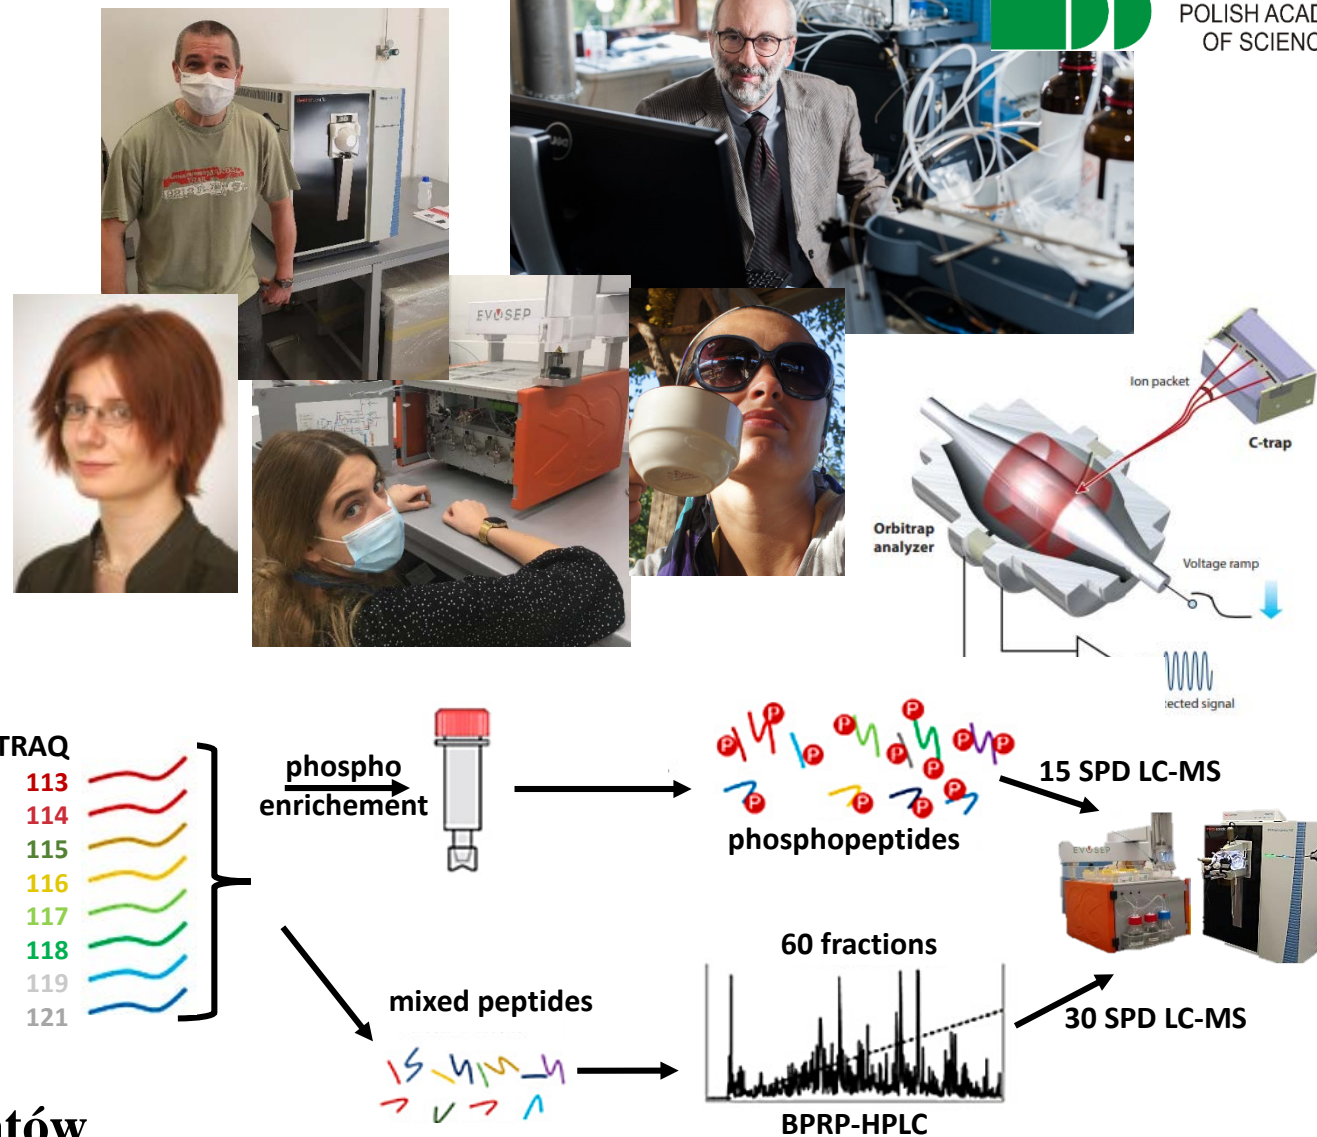 POLISH ACAD
OF SCIENC
DELL
EVOSEP
Ion packet
C-trap
Orbitrap
analyzer
Voltage ramp
tected signal
TRAQ
113
114
115
116
117
118
119
121
phospho
enrichement
P P P P P P P P P P P P P
phosphopeptides
15 SPD LC-MS
EVOSEP
60 fractions
mixed peptides
30 SPD LC-MS
BPRP-HPLC
ntów